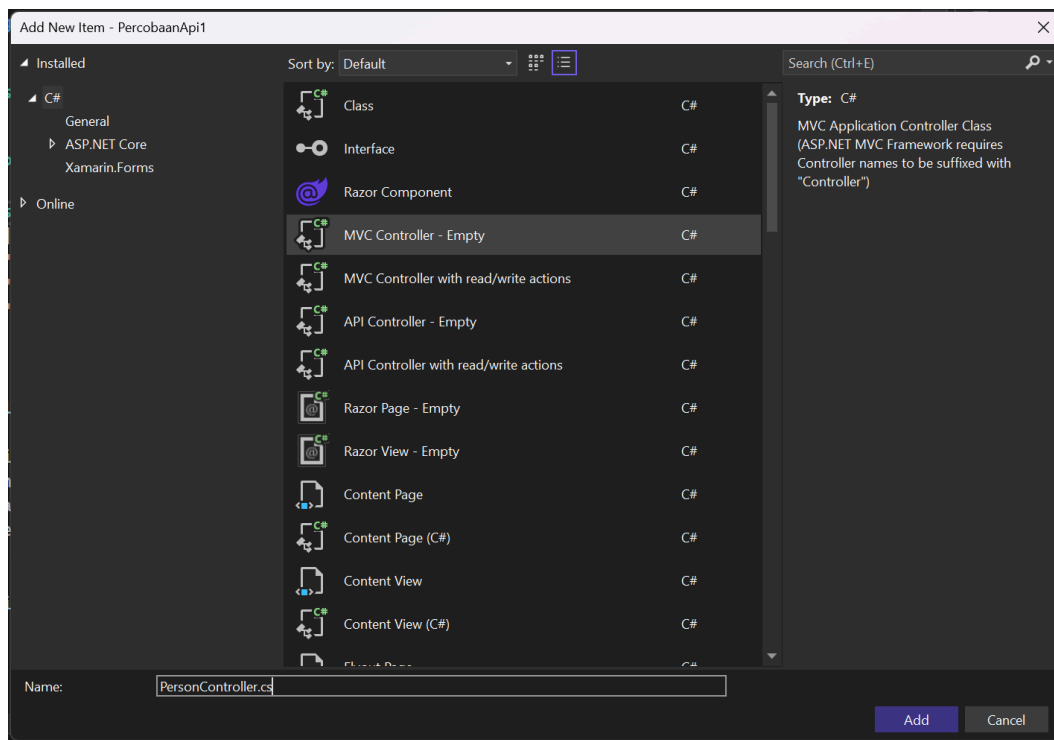 Add New Item - PercobaanApi1
Installed
Sort by: Default
Search (Ctrl+E)
C#
General
ASP.NET Core
Xamarin.Forms
Online
Class C#
Interface C#
Razor Component C#
MVC Controller - Empty C#
MVC Controller with read/write actions C#
API Controller - Empty C#
API Controller with read/write actions C#
Razor Page - Empty C#
Razor View - Empty C#
Content Page C#
Content Page (C#) C#
Content View C#
Content View (C#) C#
Flyout Page C#
Type: C#
MVC Application Controller Class
(ASP.NET MVC Framework requires
Controller names to be suffixed with
"Controller")
Name: PersonController.cs
Add Cancel